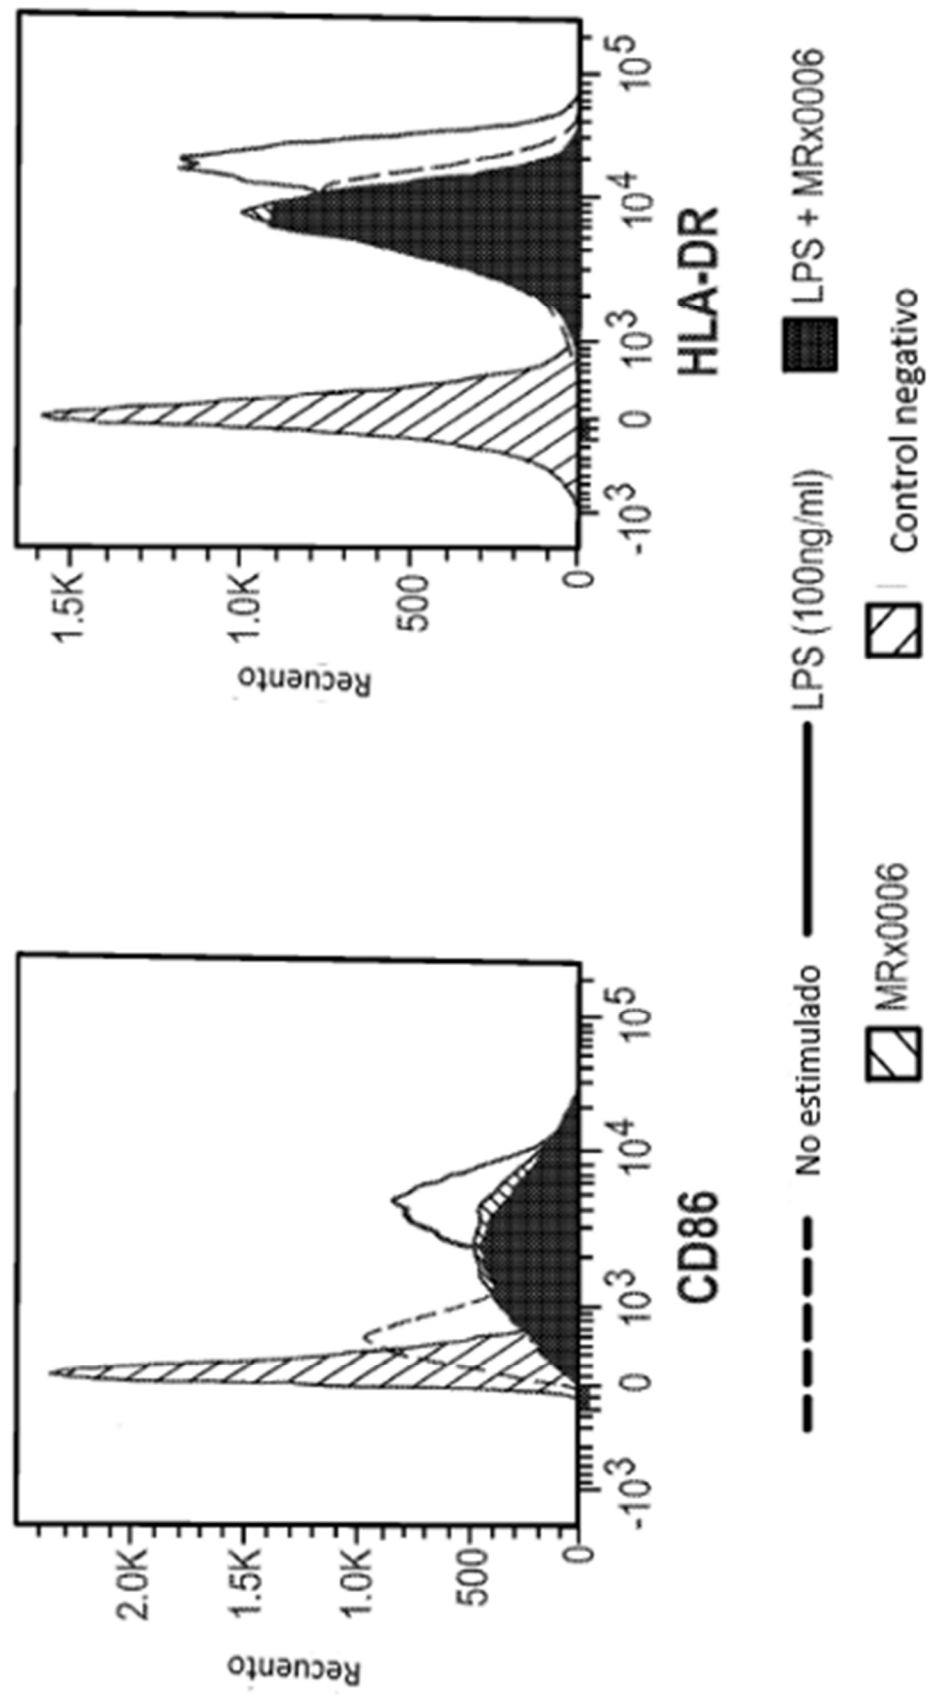 Recuento
2.0K
1.5K
1.0K
500
0
-10³
0
10³
10⁴
10⁵
CD86
Recuento
1.5K
1.0K
500
0
-10³
0
10³
10⁴
10⁵
HLA-DR
No estimulado
LPS (100ng/ml)
LPS + MRx0006
MRx0006
Control negativo